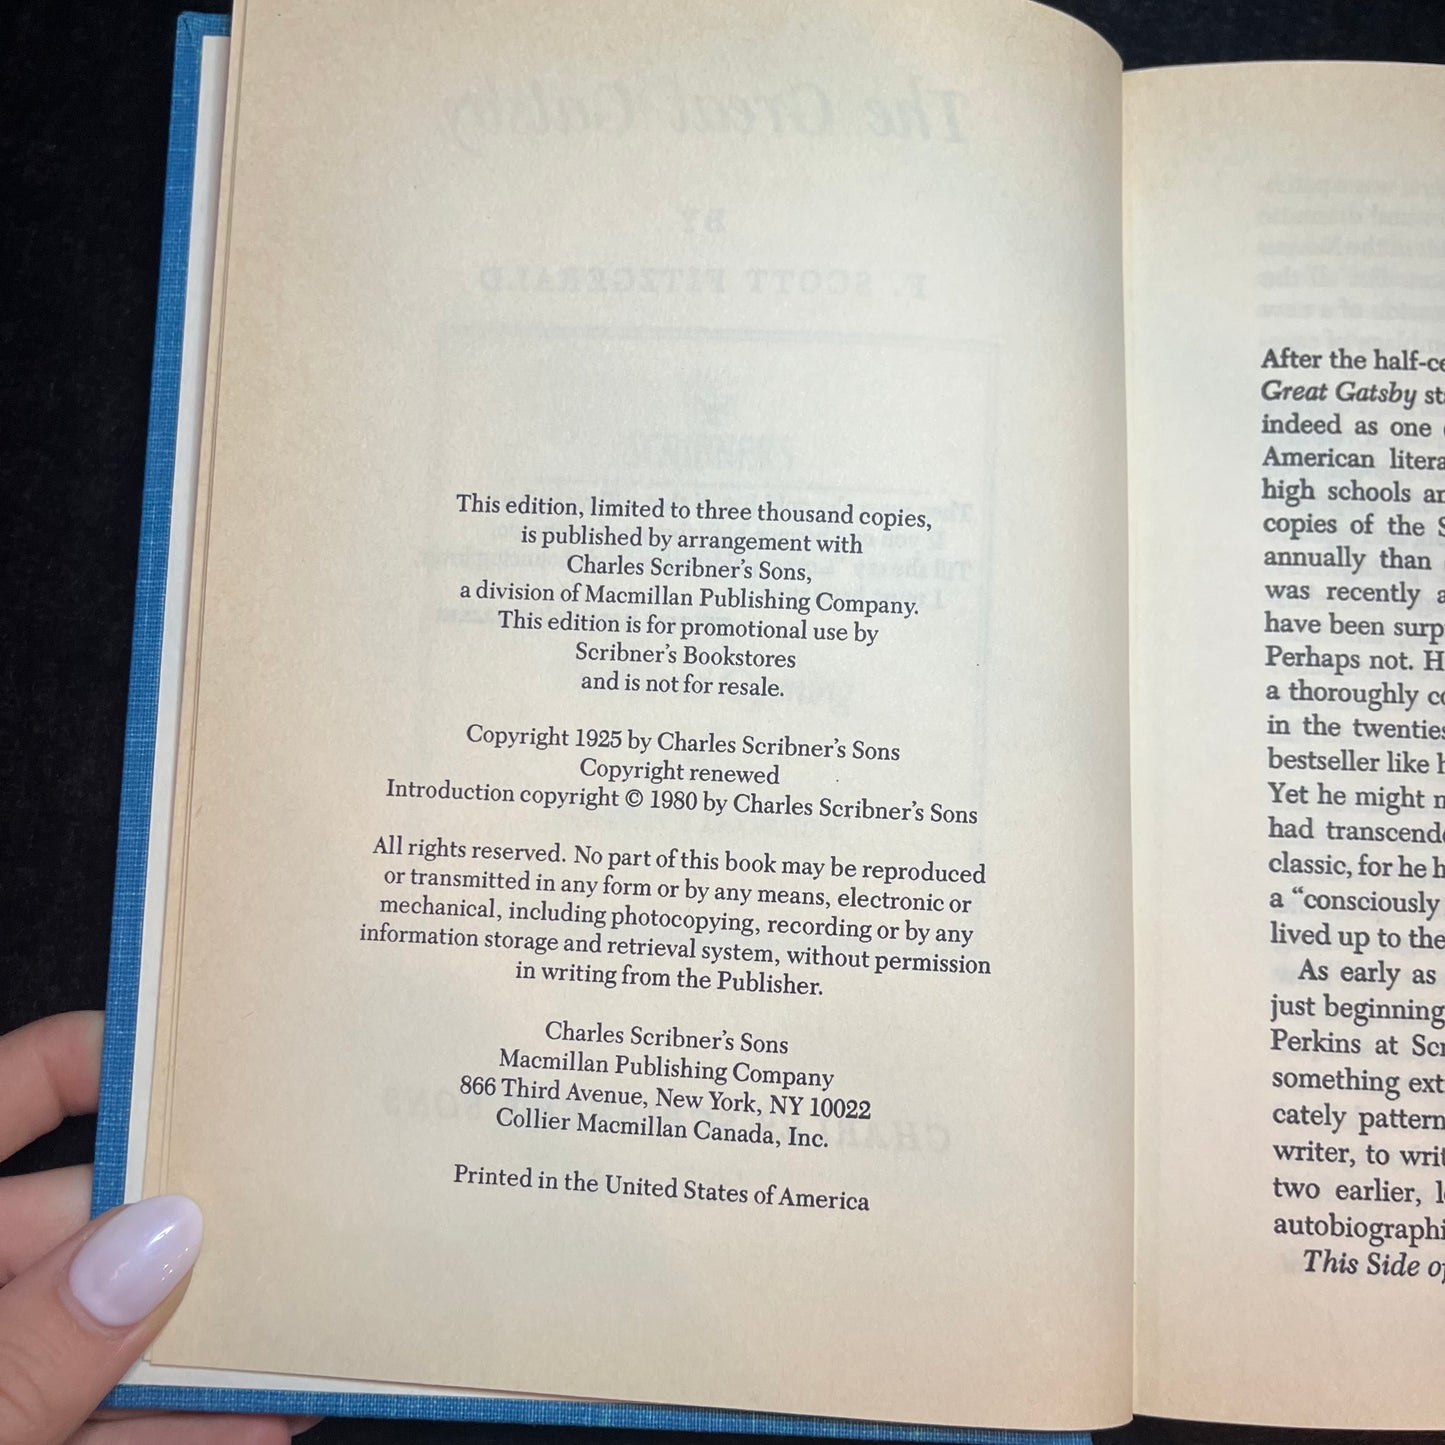 This edition, limited to three thousand copies,
is published by arrangement with
Charles Scribner's Sons,
a division of Macmillan Publishing Company.
This edition is for promotional use by
Scribner's Bookstores
and is not for resale.
Copyright 1925 by Charles Scribner's Sons
Copyright renewed
Introduction copyright © 1980 by Charles Scribner's Sons
All rights reserved. No part of this book may be reproduced
or transmitted in any form or by any means, electronic or
mechanical, including photocopying, recording or by any
information storage and retrieval system, without permission
in writing from the Publisher.
Charles Scribner's Sons
Macmillan Publishing Company
866 Third Avenue, New York, NY 10022
Collier Macmillan Canada, Inc.
Printed in the United States of America
After the half-ce
Great Gatsby st
indeed as one
American litera
high schools an
copies of the S
annually than
was recently a
have been surp
Perhaps not. H
a thoroughly co
in the twenties
bestseller like h
Yet he might n
had transcende
classic, for he h
a “consciously
lived up to the
As early as
just beginning
Perkins at Scr
something ext
cately pattern
writer, to writ
two earlier, l
autobiographi
This Side of